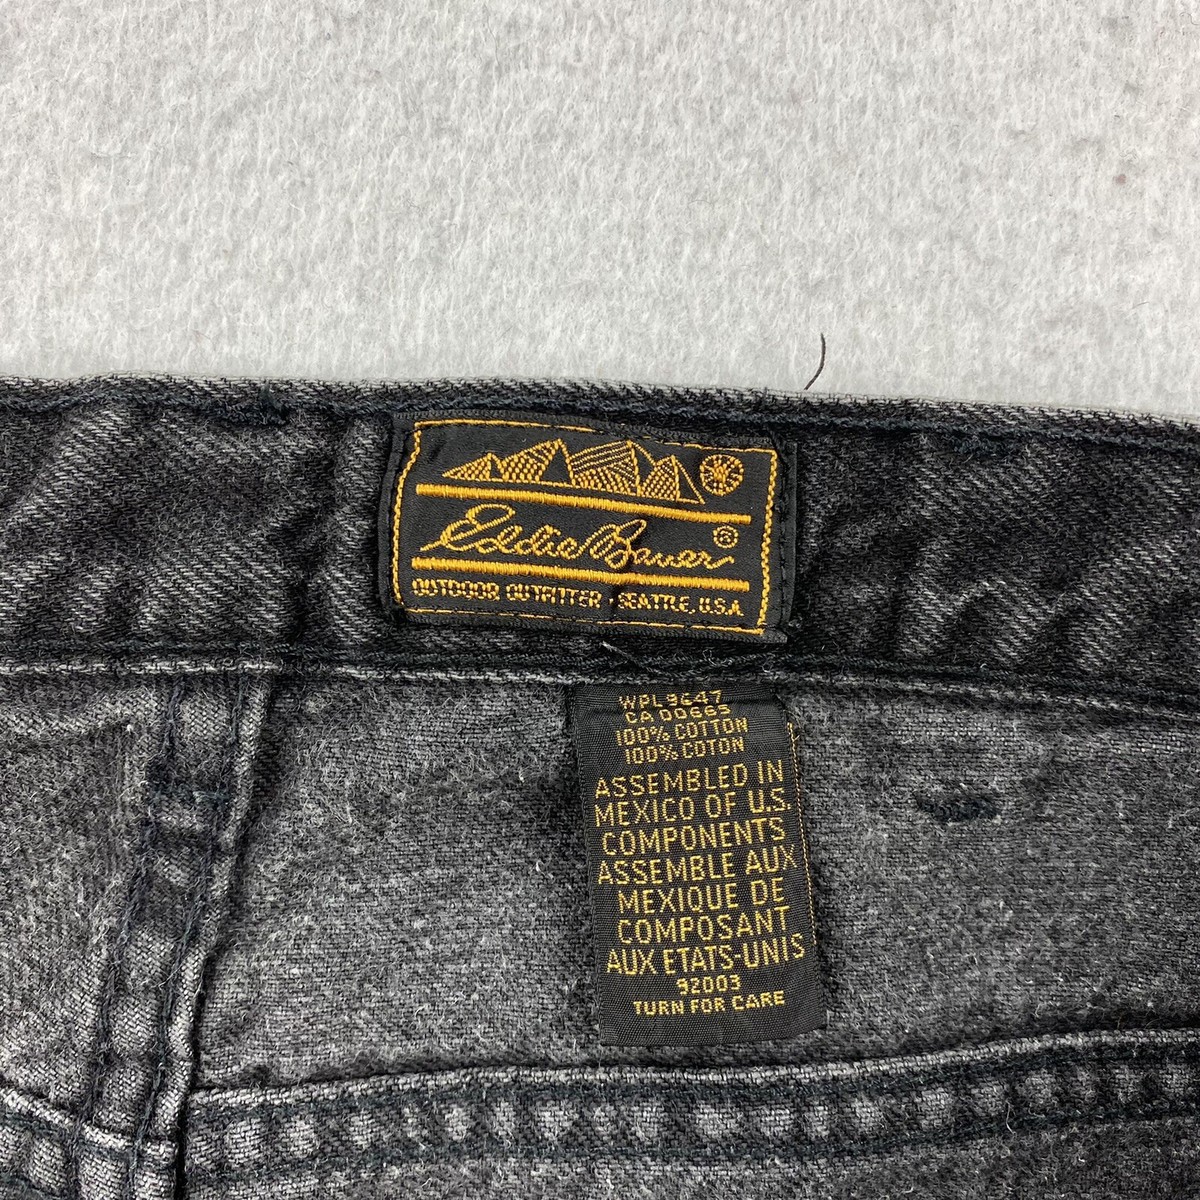 Eddie Bauer®
OUTDOOR OUTFITTER SEATTLE, U.S.A.
WPL 9647
CA 00665
100% COTTON
100% COTON
ASSEMBLED IN
MEXICO OF U.S.
COMPONENTS
ASSEMBLE AUX
MEXIQUE DE
COMPOSANT
AUX ETATS-UNIS
92003
TURN FOR CARE